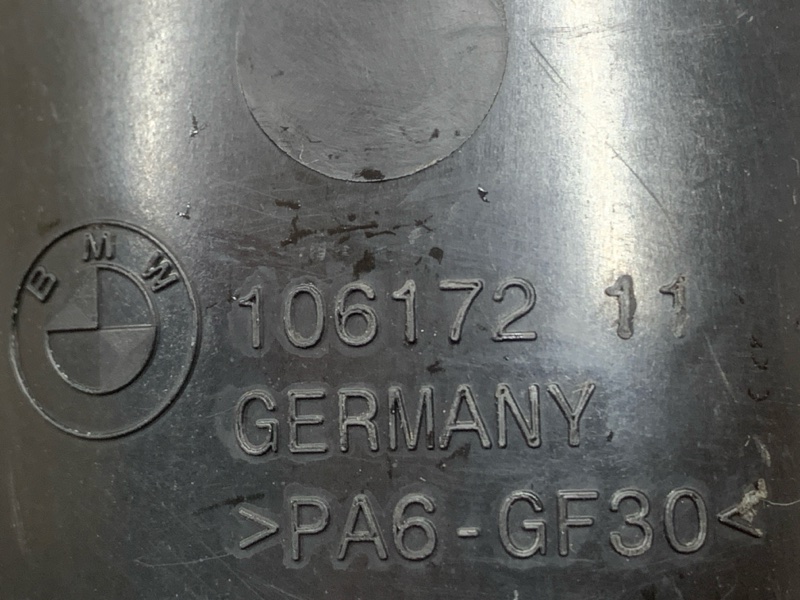 BMW
106172 11
GERMANY
>PA6-GF30<